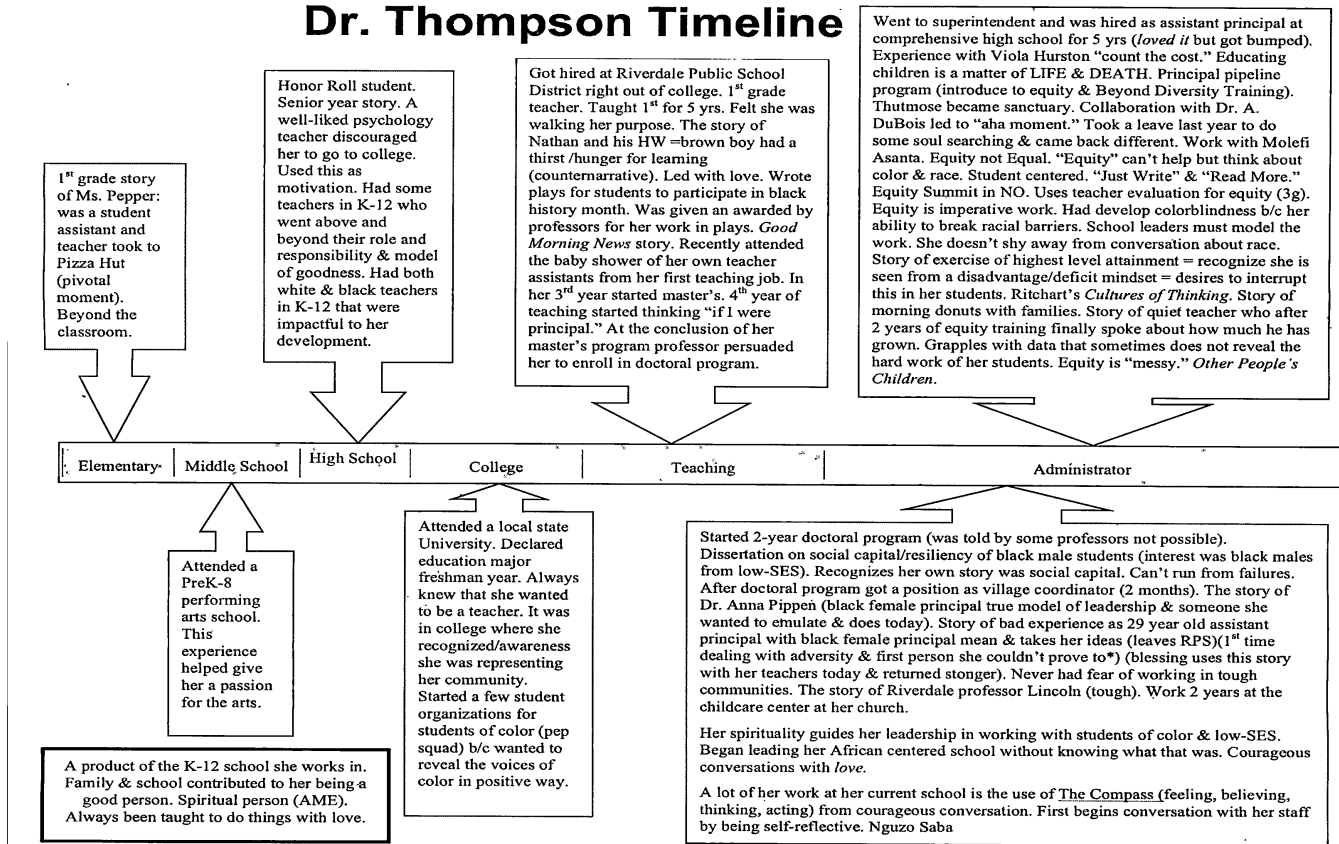 Dr. Thompson Timeline
1st grade story
of Ms. Pepper:
was a student
assistant and
teacher took to
Pizza Hut
(pivotal
moment).
Beyond the
classroom.
Honor Roll student.
Senior year story. A
well-liked psychology
teacher discouraged
her to go to college.
Used this as
motivation. Had some
teachers in K-12 who
went above and
beyond their role and
responsibility & model
of goodness. Had both
white & black teachers
in K-12 that were
impactful to her
development.
Got hired at Riverdale Public School
District right out of college. 1st grade
teacher. Taught 1st for 5 yrs. Felt she was
walking her purpose. The story of
Nathan and his HW =brown boy had a
thirst /hunger for learning
(counternarrative). Led with love. Wrote
plays for students to participate in black
history month. Was given an awarded by
professors for her work in plays. Good
Morning News story. Recently attended
the baby shower of her own teacher
assistants from her first teaching job. In
her 3rd year started master's. 4th year of
teaching started thinking "if I were
principal." At the conclusion of her
master's program professor persuaded
her to enroll in doctoral program.
Went to superintendent and was hired as assistant principal at
comprehensive high school for 5 yrs (loved it but got bumped).
Experience with Viola Hurston "count the cost." Educating
children is a matter of LIFE & DEATH. Principal pipeline
program (introduce to equity & Beyond Diversity Training).
Thutmose became sanctuary. Collaboration with Dr. A.
DuBois led to "aha moment." Took a leave last year to do
some soul searching & came back different. Work with Molefi
Asanta. Equity not Equal. "Equity" can't help but think about
color & race. Student centered. "Just Write" & "Read More."
Equity Summit in NO. Uses teacher evaluation for equity (3g).
Equity is imperative work. Had develop colorblindness b/c her
ability to break racial barriers. School leaders must model the
work. She doesn't shy away from conversation about race.
Story of exercise of highest level attainment = recognize she is
seen from a disadvantage/deficit mindset = desires to interrupt
this in her students. Ritchart's Cultures of Thinking. Story of
morning donuts with families. Story of quiet teacher who after
2 years of equity training finally spoke about how much he has
grown. Grapples with data that sometimes does not reveal the
hard work of her students. Equity is "messy." Other People's
Children.
Elementary Middle School High School College Teaching Administrator
Attended a
PreK-8
performing
arts school.
This
experience
helped give
her a passion
for the arts.
Attended a local state
University. Declared
education major
freshman year. Always
knew that she wanted
to be a teacher. It was
in college where she
recognized/awareness
she was representing
her community.
Started a few student
organizations for
students of color (pep
squad) b/c wanted to
reveal the voices of
color in positive way.
Started 2-year doctoral program (was told by some professors not possible).
Dissertation on social capital/resiliency of black male students (interest was black males
from low-SES). Recognizes her own story was social capital. Can't run from failures.
After doctoral program got a position as village coordinator (2 months). The story of
Dr. Anna Pippen (black female principal true model of leadership & someone she
wanted to emulate & does today). Story of bad experience as 29 year old assistant
principal with black female principal mean & takes her ideas (leaves RPS)(1st time
dealing with adversity & first person she couldn't prove to*) (blessing uses this story
with her teachers today & returned stonger). Never had fear of working in tough
communities. The story of Riverdale professor Lincoln (tough). Work 2 years at the
childcare center at her church.
Her spirituality guides her leadership in working with students of color & low-SES.
Began leading her African centered school without knowing what that was. Courageous
conversations with love.
A lot of her work at her current school is the use of The Compass (feeling, believing,
thinking, acting) from courageous conversation. First begins conversation with her staff
by being self-reflective. Nguzo Saba
A product of the K-12 school she works in.
Family & school contributed to her being a
good person. Spiritual person (AME).
Always been taught to do things with love.